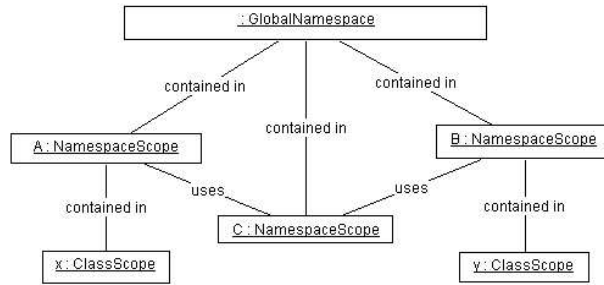 : GlobalNamespace
contained in
contained in
contained in
A : NamespaceScope
B : NamespaceScope
uses
uses
contained in
contained in
C : NamespaceScope
x : ClassScope
y : ClassScope